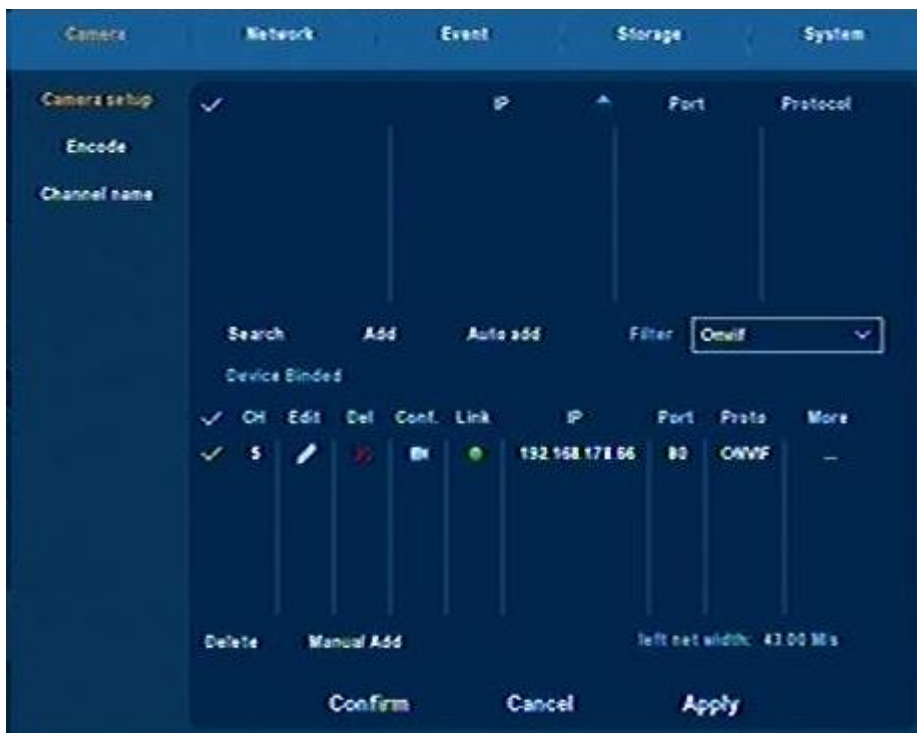 Camera Network Event Storage System
Camera setup
Encode
Channel name
IP Port Protocol
Search Add Auto add Filter Onvif
Device Binded
CH Edit Del Conf. Link IP Port Proto More
5 192.168.178.66 80 ONVIF ...
Delete Manual Add left net width: 43.00 M/s
Confirm Cancel Apply